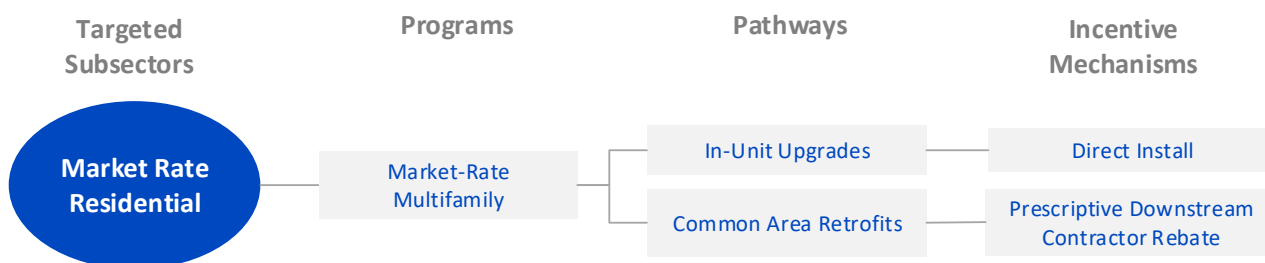 Targeted
Subsectors
Programs
Pathways
Incentive
Mechanisms
Market Rate
Residential
Market-Rate
Multifamily
In-Unit Upgrades
Direct Install
Common Area Retrofits
Prescriptive Downstream
Contractor Rebate